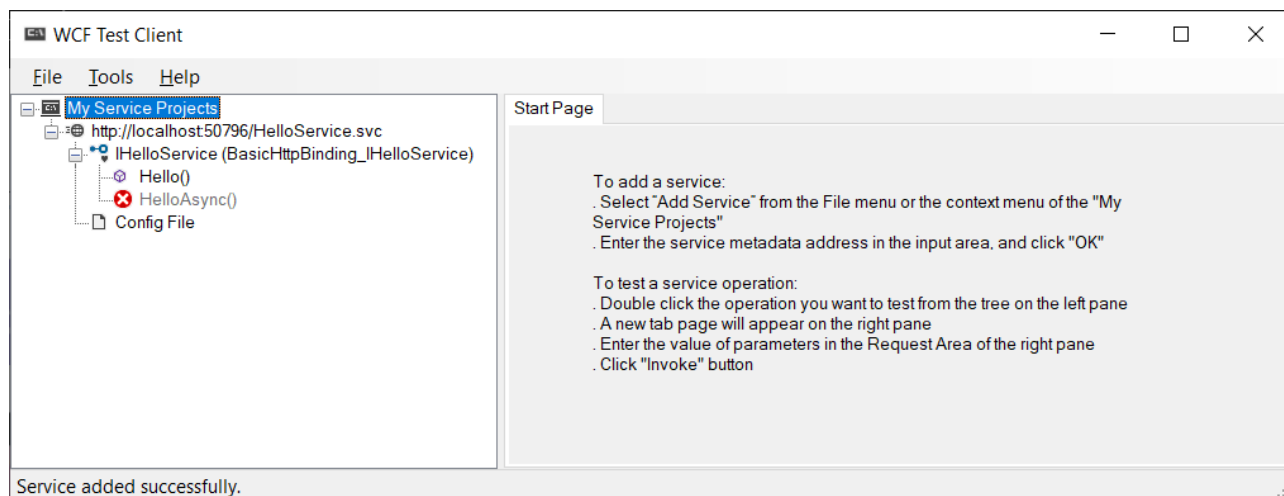 WCF Test Client
File Tools Help
My Service Projects
http://localhost:50796/HelloService.svc
IHelloService (BasicHttpBinding_IHelloService)
Hello()
HelloAsync()
Config File
Start Page
To add a service:
. Select "Add Service" from the File menu or the context menu of the "My
Service Projects"
. Enter the service metadata address in the input area, and click "OK"
To test a service operation:
. Double click the operation you want to test from the tree on the left pane
. A new tab page will appear on the right pane
. Enter the value of parameters in the Request Area of the right pane
. Click "Invoke" button
Service added successfully.